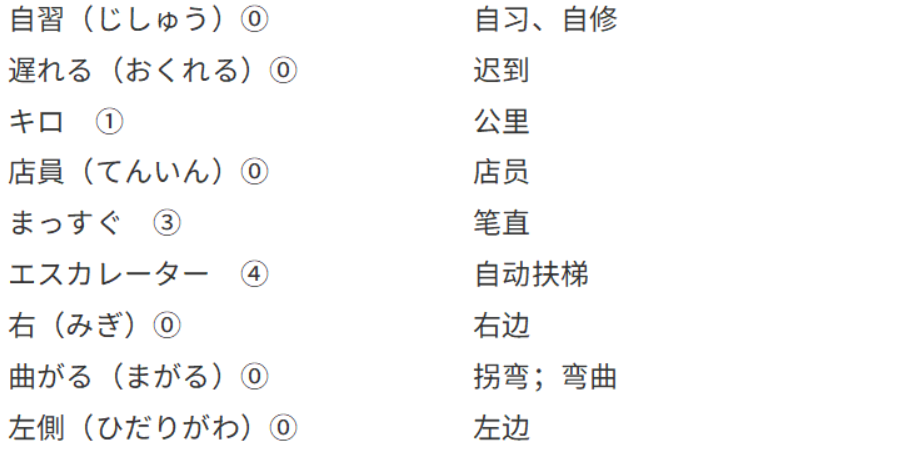 自習（じしゅう）⓪ 自习、自修
遅れる（おくれる）⓪ 迟到
キロ　① 公里
店員（てんいん）⓪ 店员
まっすぐ　③ 笔直
エスカレーター　④ 自动扶梯
右（みぎ）⓪ 右边
曲がる（まがる）⓪ 拐弯；弯曲
左側（ひだりがわ）⓪ 左边